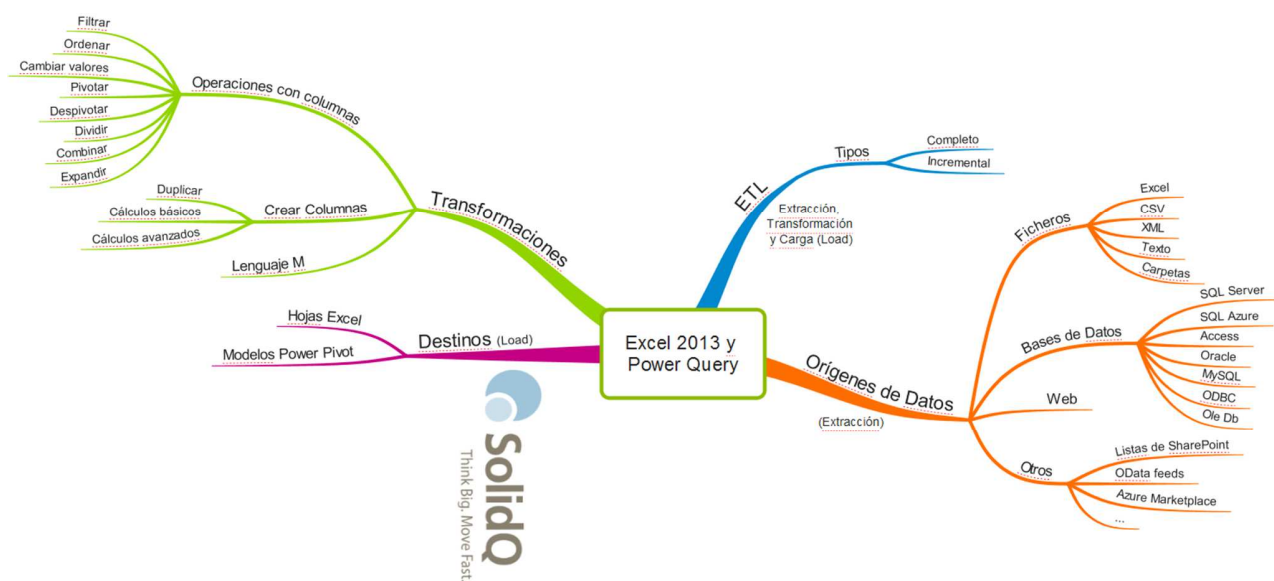 Excel 2013 y
Power Query
ETL
Extracción,
Transformación
y Carga (Load)
Tipos
Completo
Incremental
Orígenes de Datos
(Extracción)
Ficheros
Excel
CSV
XML
Texto
Carpetas
Bases de Datos
SQL Server
SQL Azure
Access
Oracle
MySQL
ODBC
Ole Db
Web
Otros
Listas de SharePoint
OData feeds
Azure Marketplace
...
Transformaciones
Operaciones con columnas
Filtrar
Ordenar
Cambiar valores
Pivotar
Despivotar
Dividir
Combinar
Expandir
Crear Columnas
Duplicar
Cálculos básicos
Cálculos avanzados
Lenguaje M
Destinos (Load)
Hojas Excel
Modelos Power Pivot
SolidQ
Think Big. Move Fast.